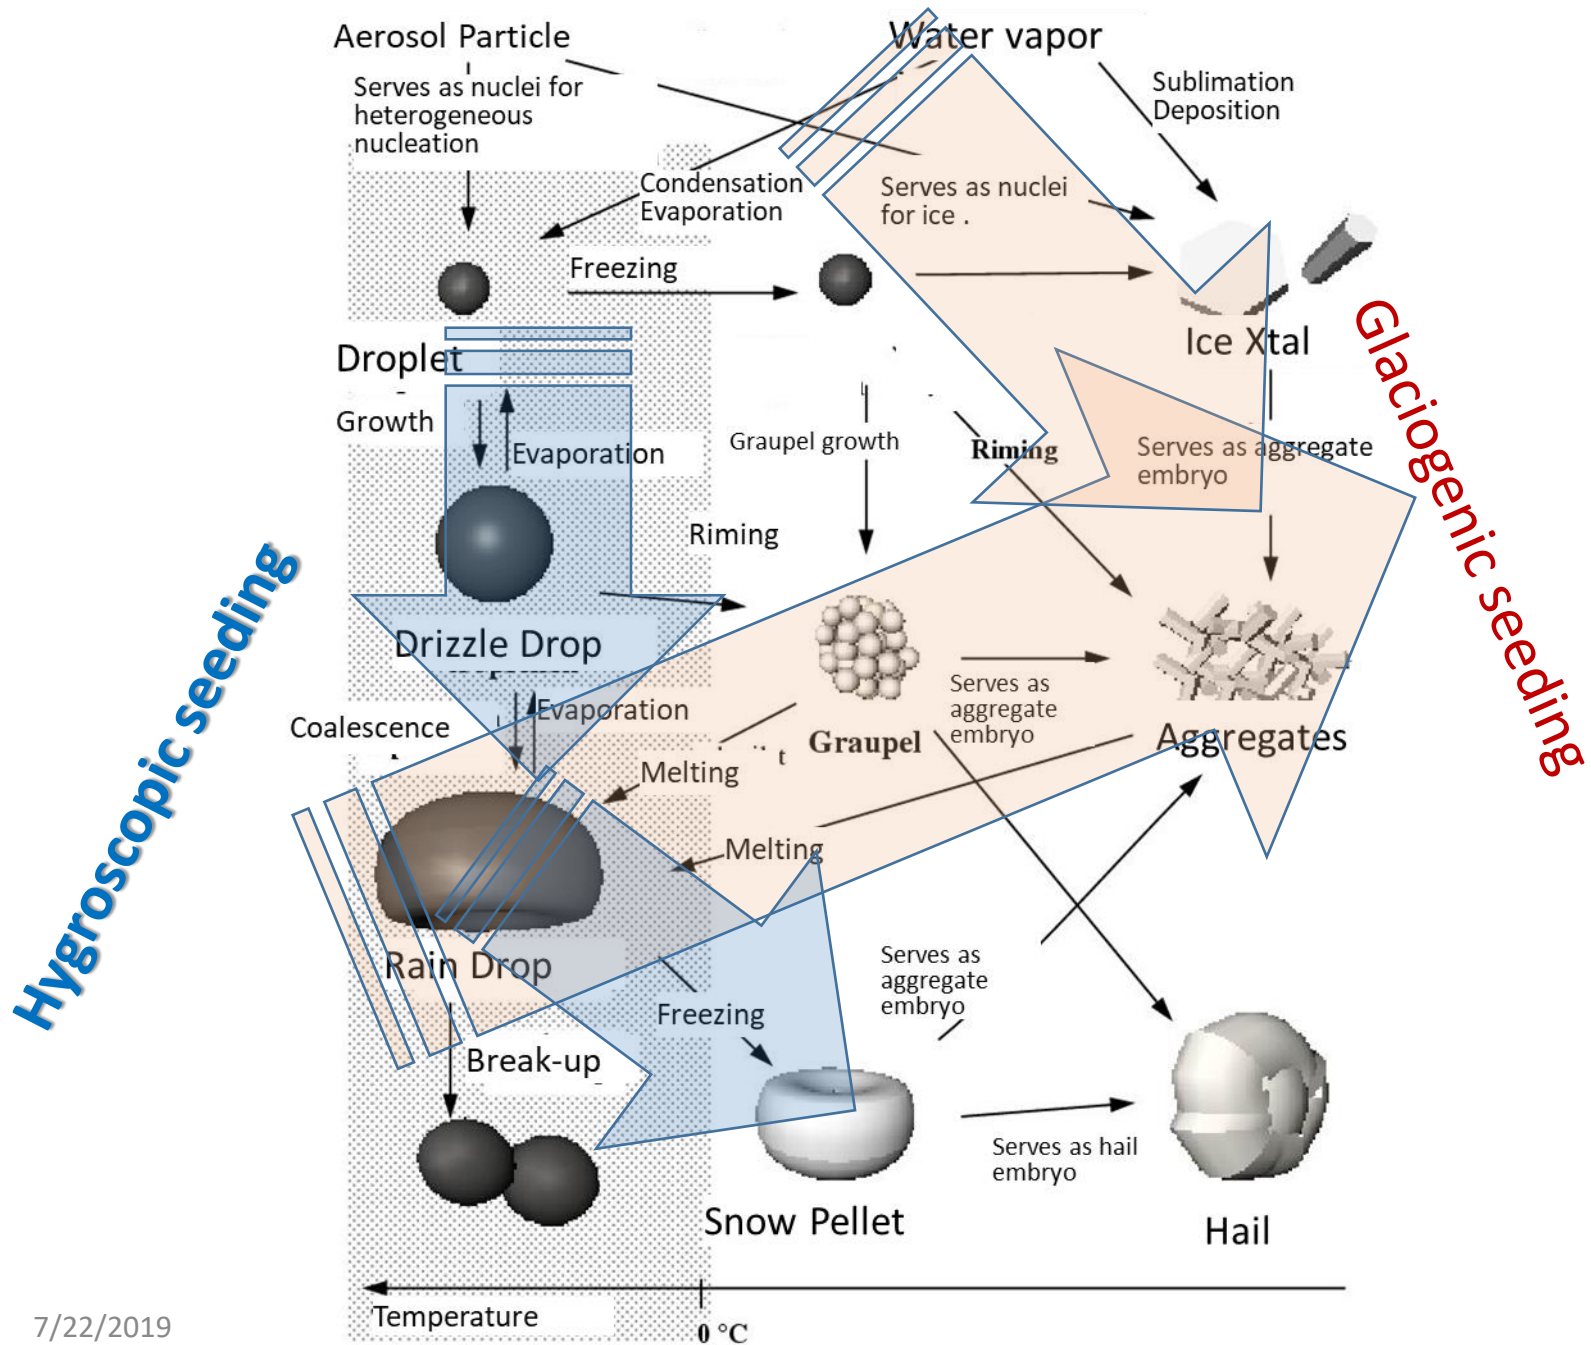 Aerosol Particle
Water vapor
Serves as nuclei for
heterogeneous
nucleation
Sublimation
Deposition
Condensation
Evaporation
Serves as nuclei
for ice .
Freezing
Droplet
Ice Xtal
Growth
Evaporation
Graupel growth
Riming
Serves as aggregate
embryo
Riming
Drizzle Drop
Coalescence
Evaporation
Serves as
aggregate
embryo
Graupel
Aggregates
Melting
t
Melting
Rain Drop
Serves as
aggregate
embryo
Freezing
Break-up
Serves as hail
embryo
Snow Pellet
Hail
Temperature
0 °C
Hygroscopic seeding
Glaciogenic seeding
7/22/2019